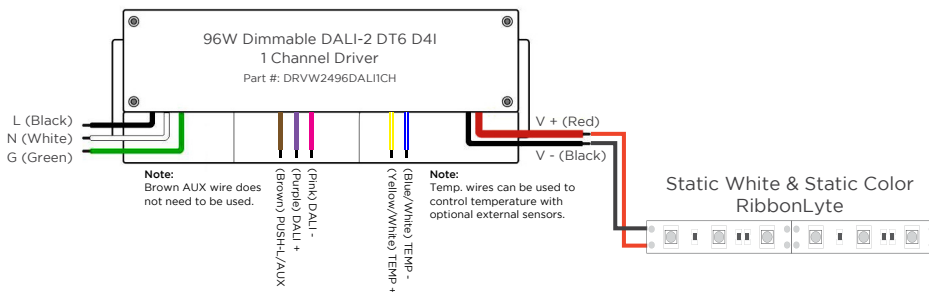 96W Dimmable DALI-2 DT6 D4I
1 Channel Driver
Part #: DRVW2496DALI1CH
L (Black)
N (White)
G (Green)
V + (Red)
V - (Black)
Note:
Brown AUX wire does
not need to be used.
(Brown) PUSH-L/AUX
(Purple) DALI +
(Pink) DALI -
(Yellow/White) TEMP +
(Blue/White) TEMP -
Note:
Temp. wires can be used to
control temperature with
optional external sensors.
Static White & Static Color
RibbonLyte